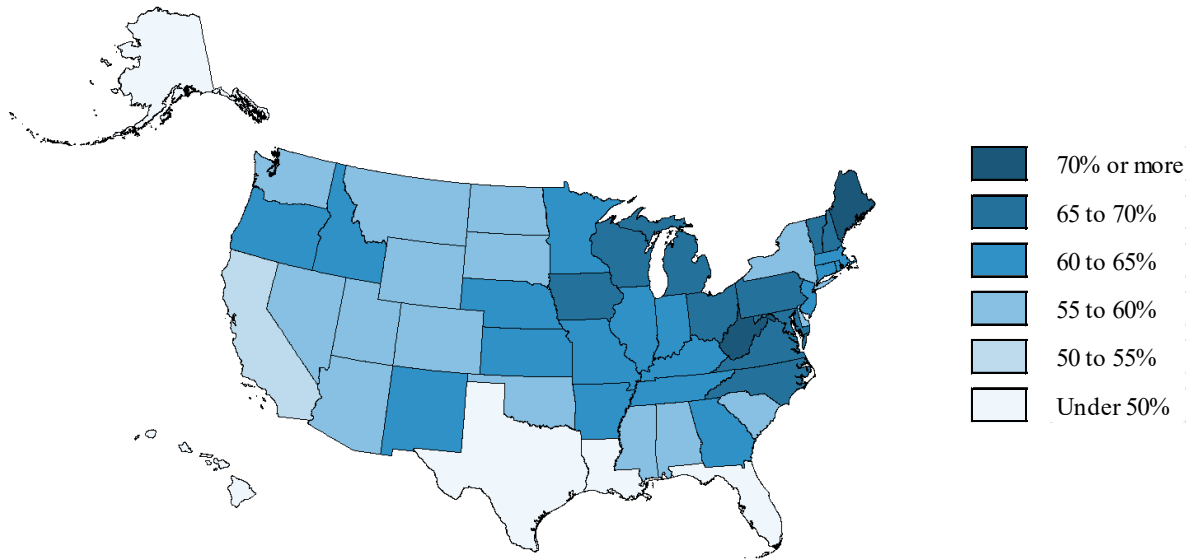 70% or more
65 to 70%
60 to 65%
55 to 60%
50 to 55%
Under 50%